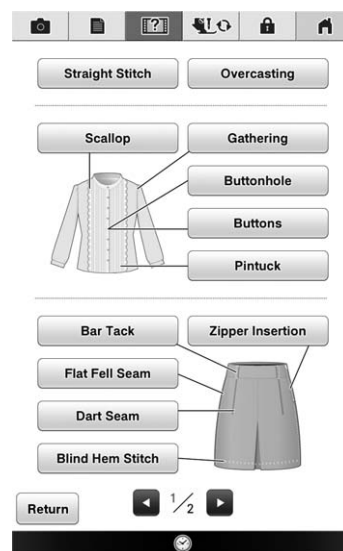 Straight Stitch
Overcasting
Scallop
Gathering
Buttonhole
Buttons
Pintuck
Bar Tack
Zipper Insertion
Flat Fell Seam
Dart Seam
Blind Hem Stitch
Return
1/2